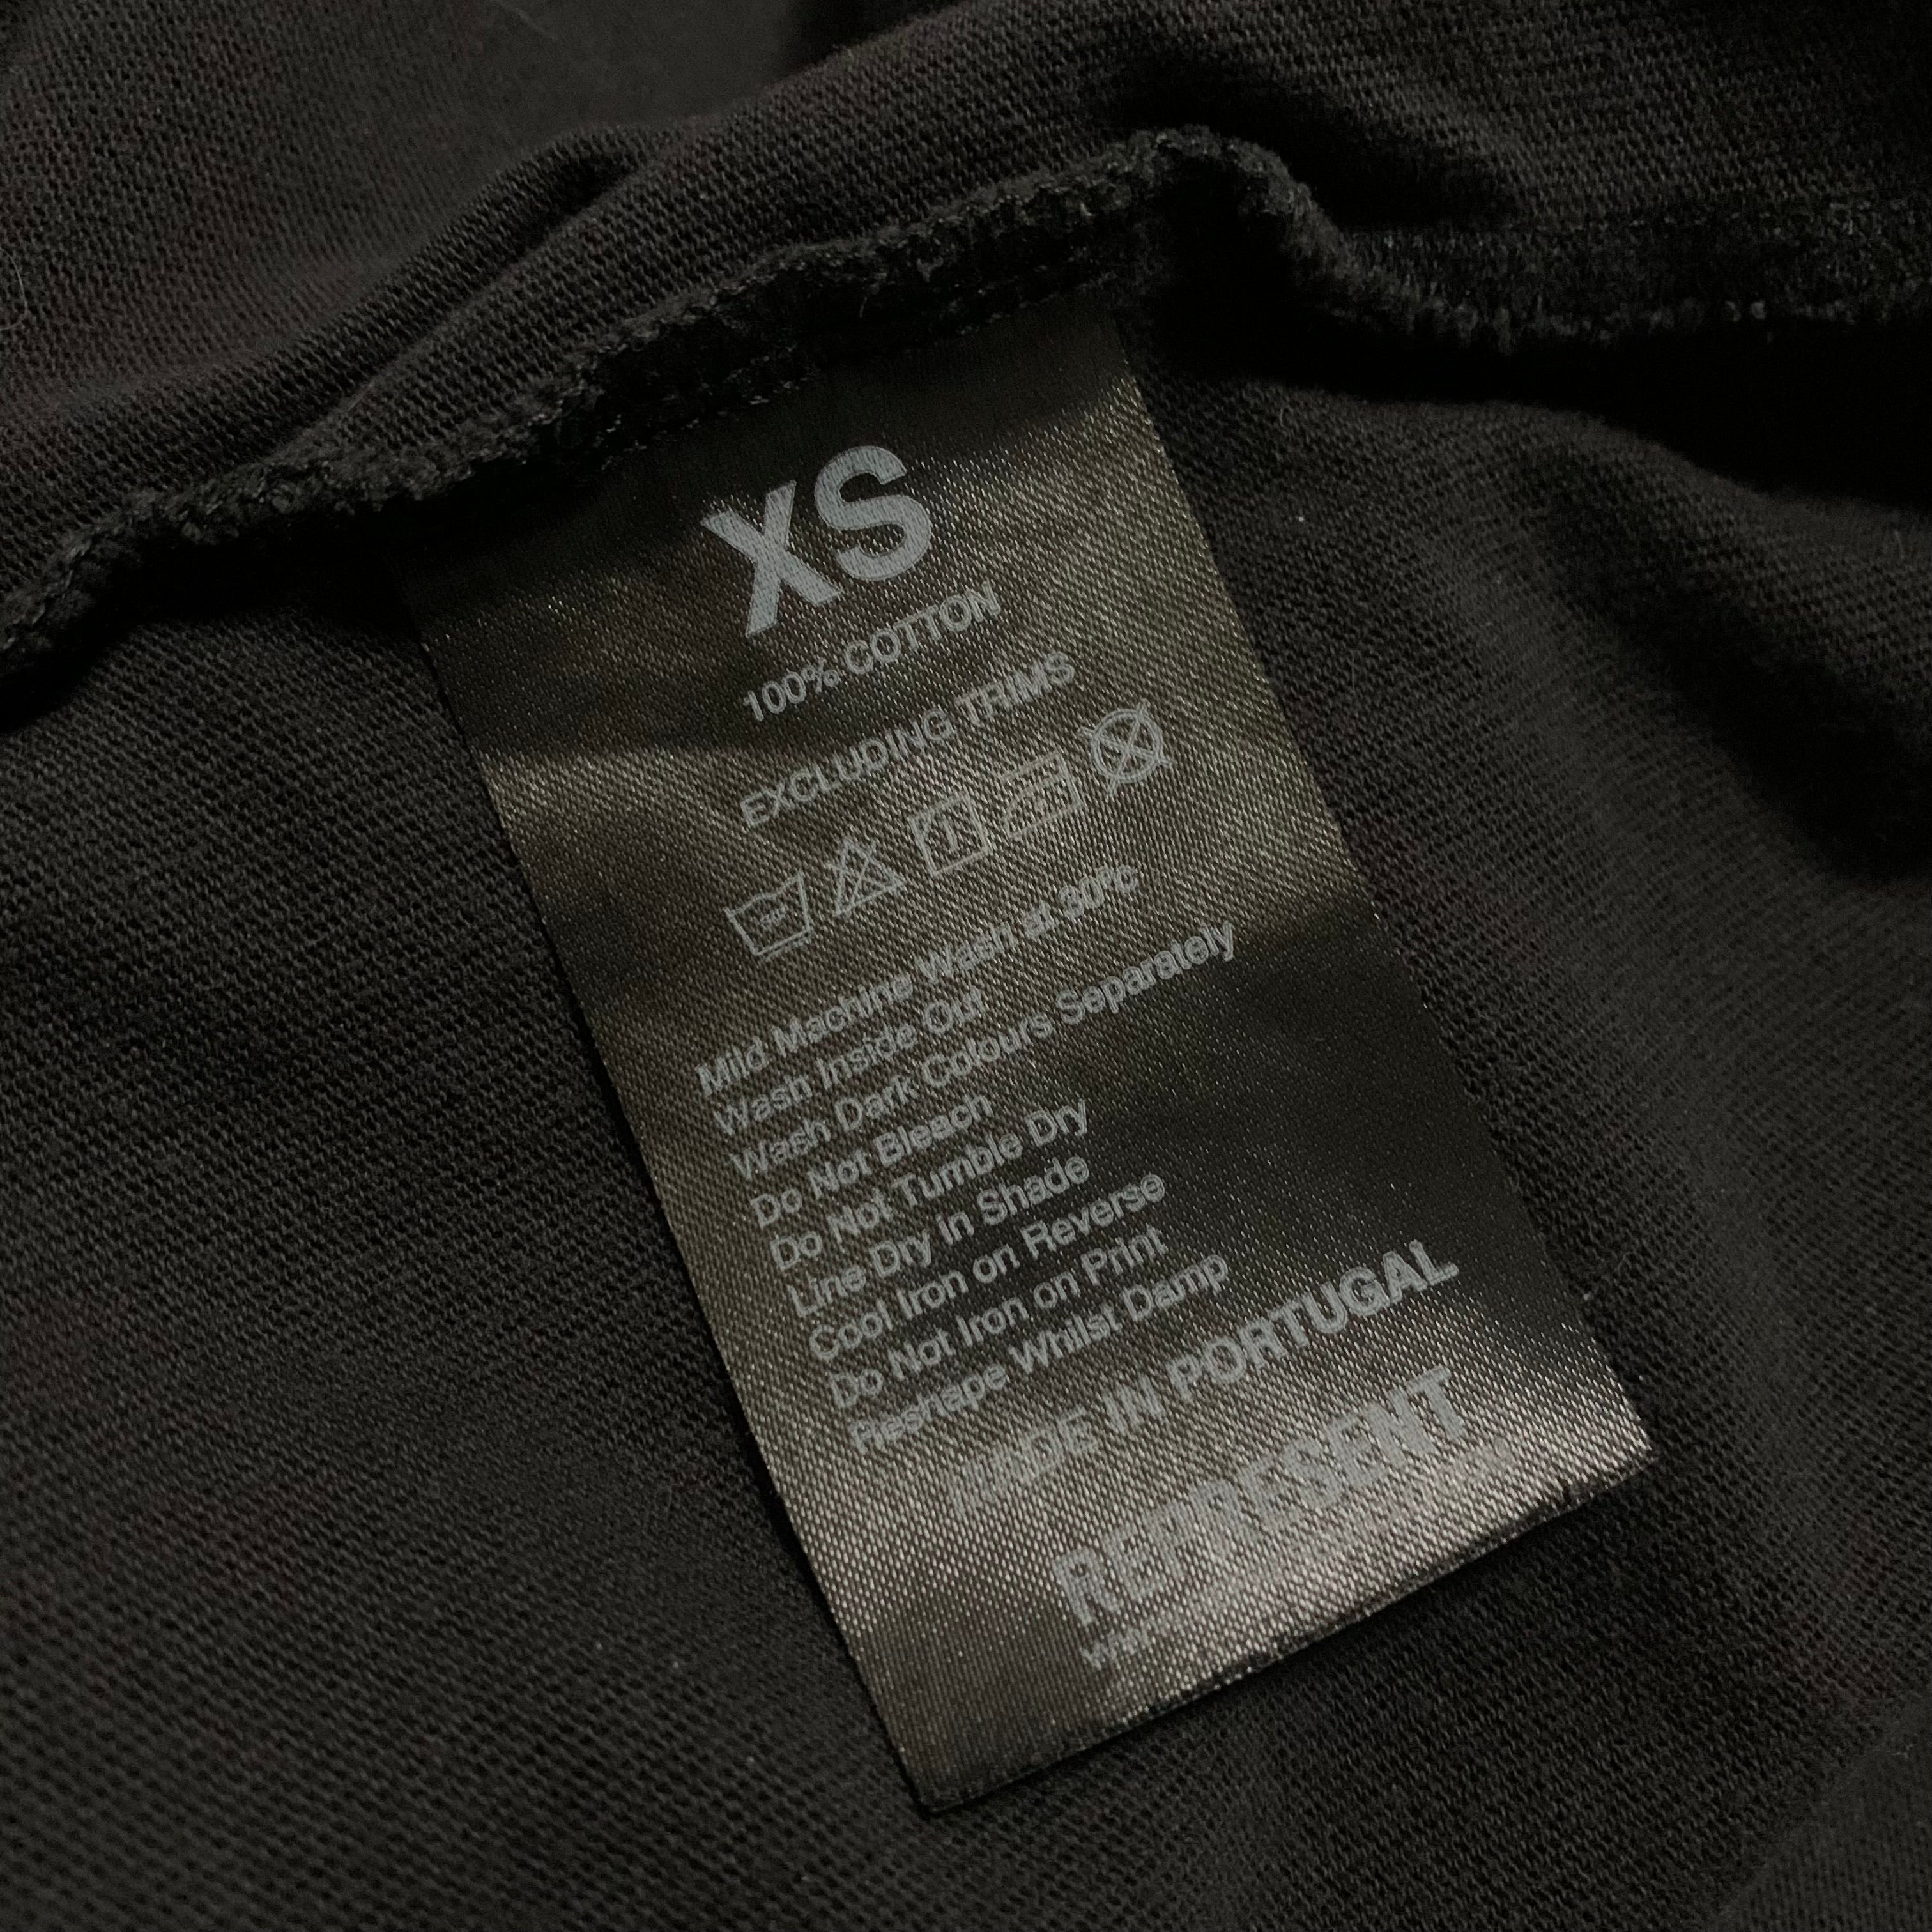 XS
100% COTTON
EXCLUDING TRIMS
Mild Machine Wash at 30°c
Wash Inside Out
Wash Dark Colours Separately
Do Not Bleach
Do Not Tumble Dry
Line Dry in Shade
Cool Iron on Reverse
Do Not Iron on Print
Reshape Whilst Damp
MADE IN PORTUGAL
REPRESENT